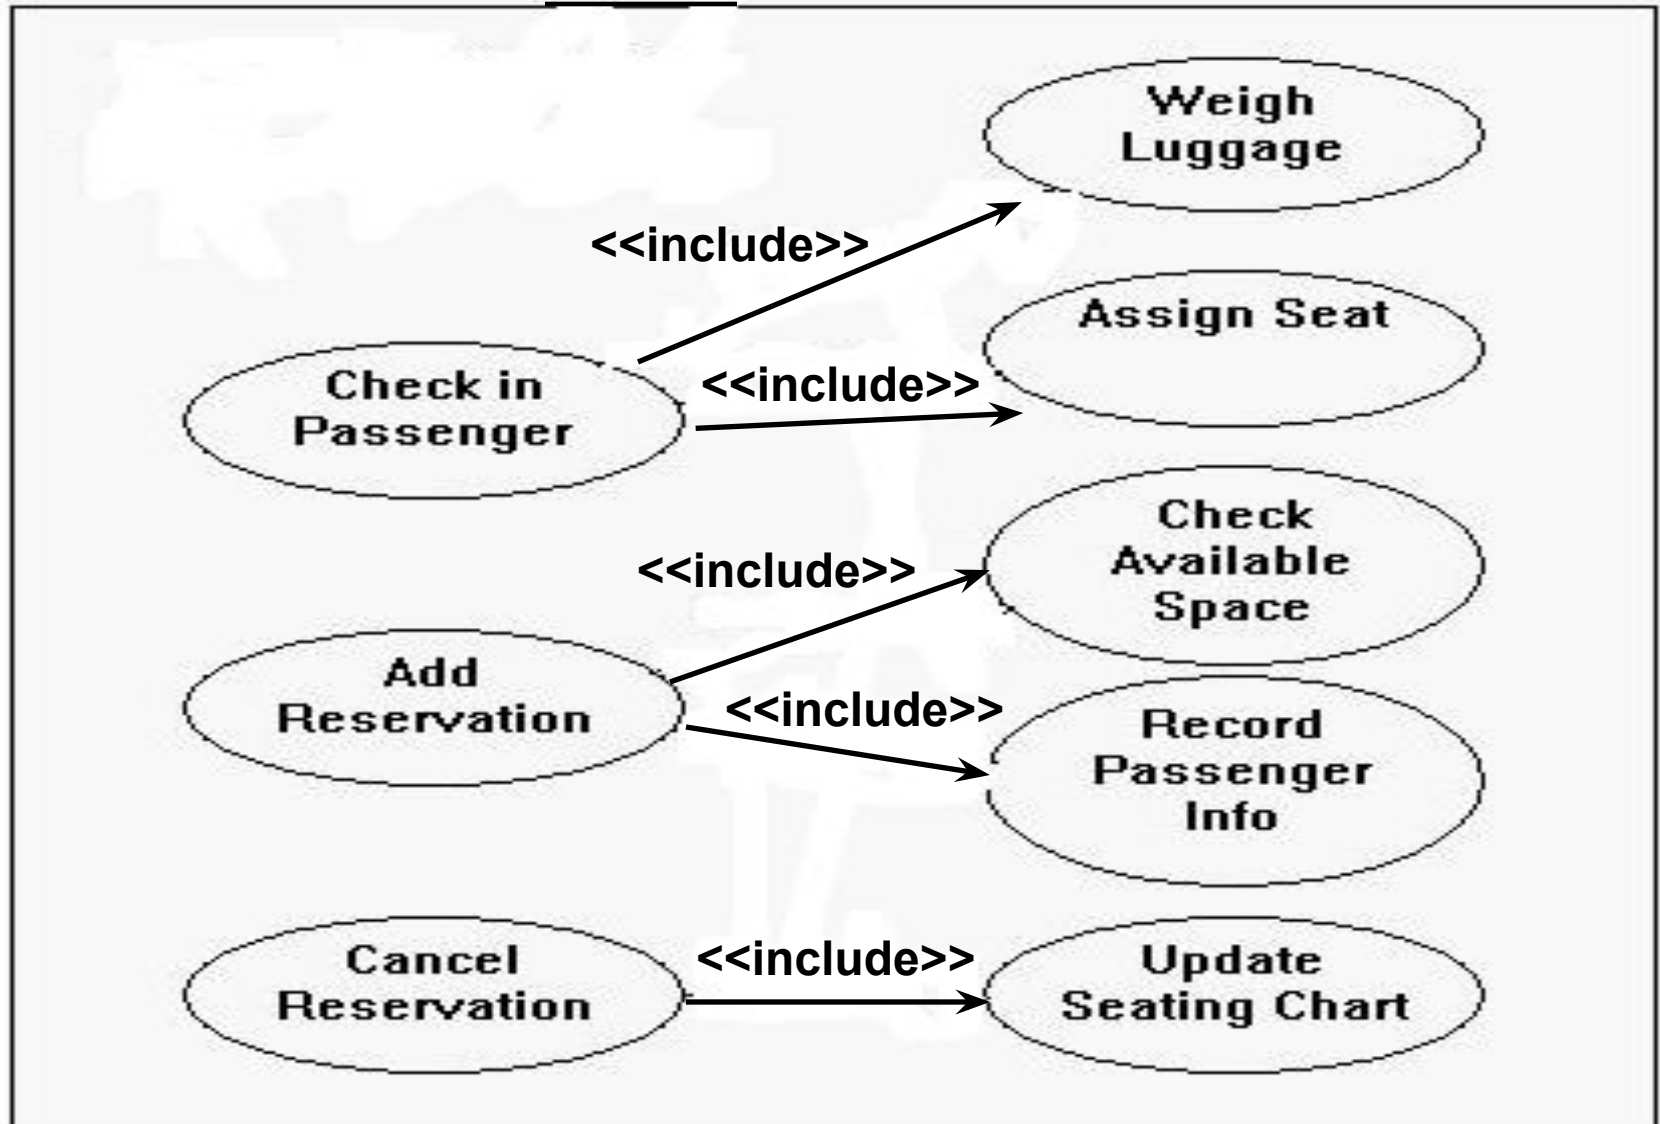 Weigh
Luggage
<<include>>
Assign Seat
Check in
Passenger
<<include>>
Check
Available
Space
<<include>>
Add
Reservation
<<include>>
Record
Passenger
Info
Cancel
Reservation
<<include>>
Update
Seating Chart